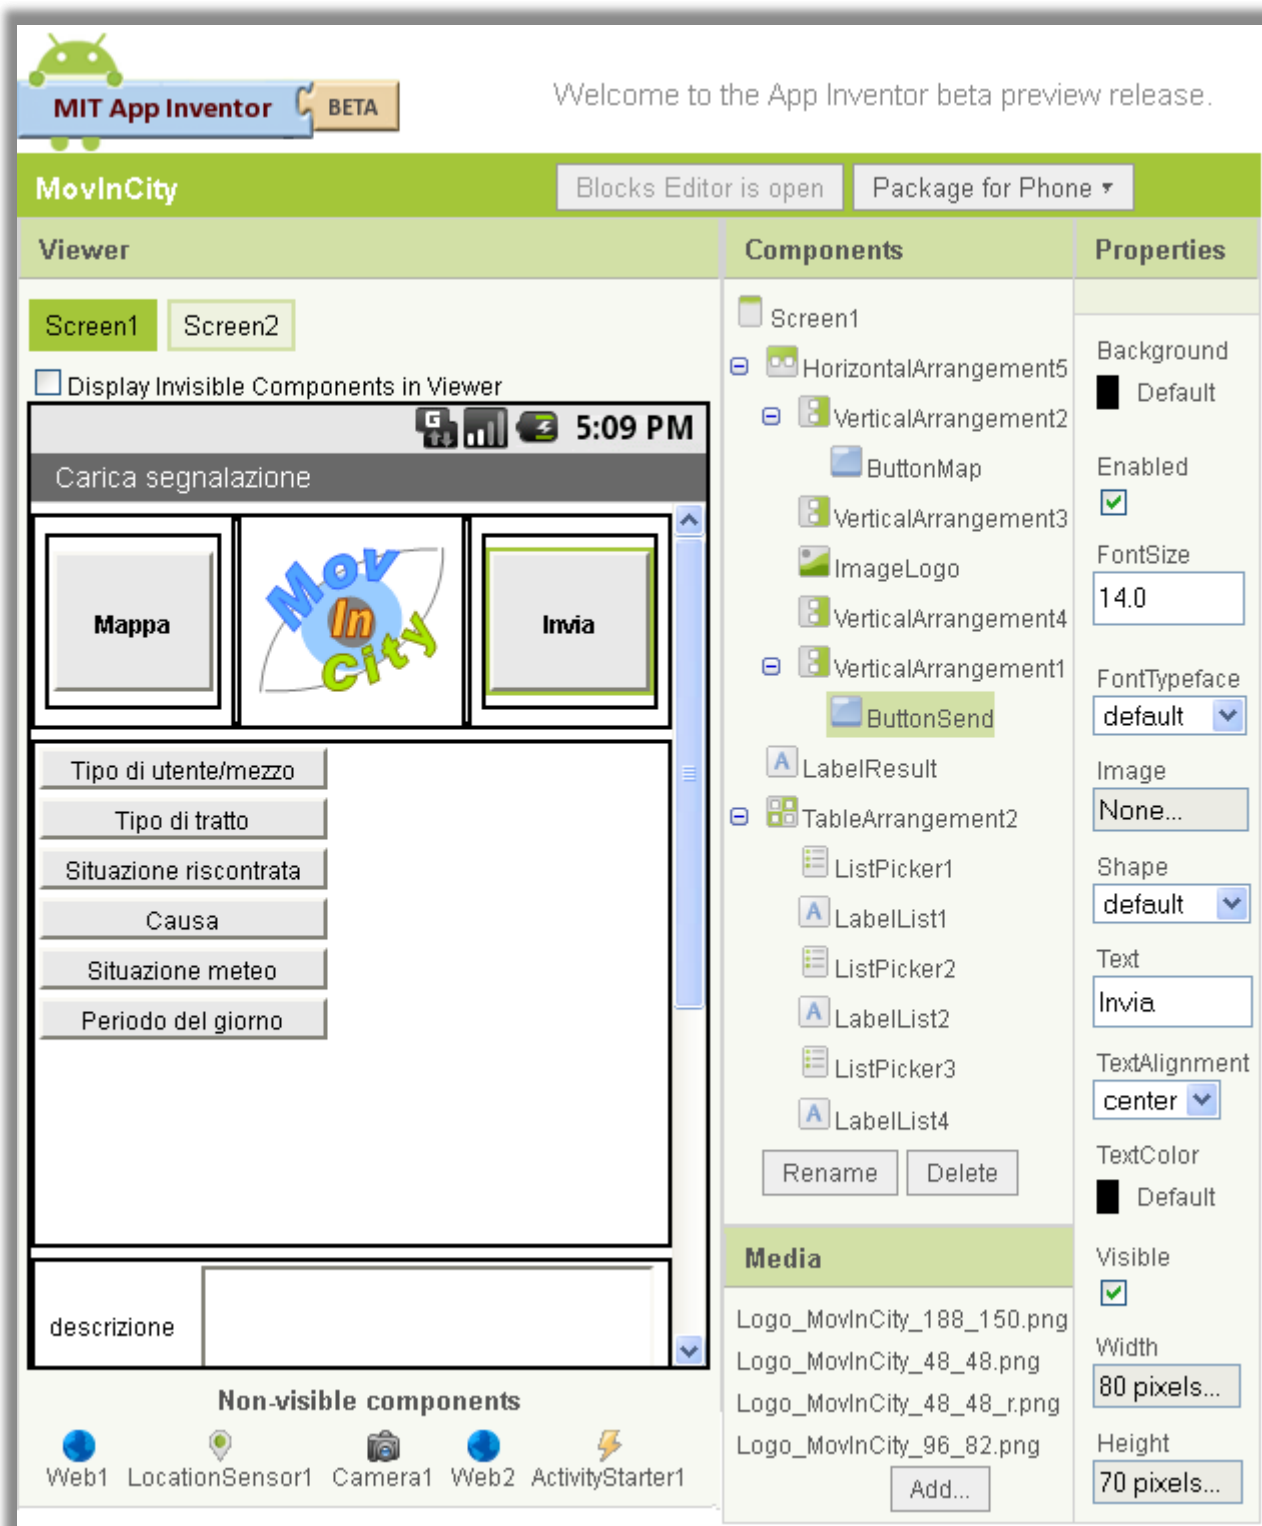 MIT App Inventor BETA
Welcome to the App Inventor beta preview release.
MovInCity
Blocks Editor is open
Package for Phone
Viewer
Screen1
Screen2
Display Invisible Components in Viewer
G
5:09 PM
Carica segnalazione
Mappa
Mov
In
City
Invia
Tipo di utente/mezzo
Tipo di tratto
Situazione riscontrata
Causa
Situazione meteo
Periodo del giorno
descrizione
Non-visible components
Web1 LocationSensor1 Camera1 Web2 ActivityStarter1
Components
Screen1
HorizontalArrangement5
VerticalArrangement2
ButtonMap
VerticalArrangement3
ImageLogo
VerticalArrangement4
VerticalArrangement1
ButtonSend
A LabelResult
TableArrangement2
ListPicker1
A LabelList1
ListPicker2
A LabelList2
ListPicker3
A LabelList4
Rename
Delete
Media
Logo_MovInCity_188_150.png
Logo_MovInCity_48_48.png
Logo_MovInCity_48_48_r.png
Logo_MovInCity_96_82.png
Add...
Properties
Background
Default
Enabled
FontSize
14.0
FontTypeface
default
Image
None...
Shape
default
Text
Invia
TextAlignment
center
TextColor
Default
Visible
Width
80 pixels...
Height
70 pixels...